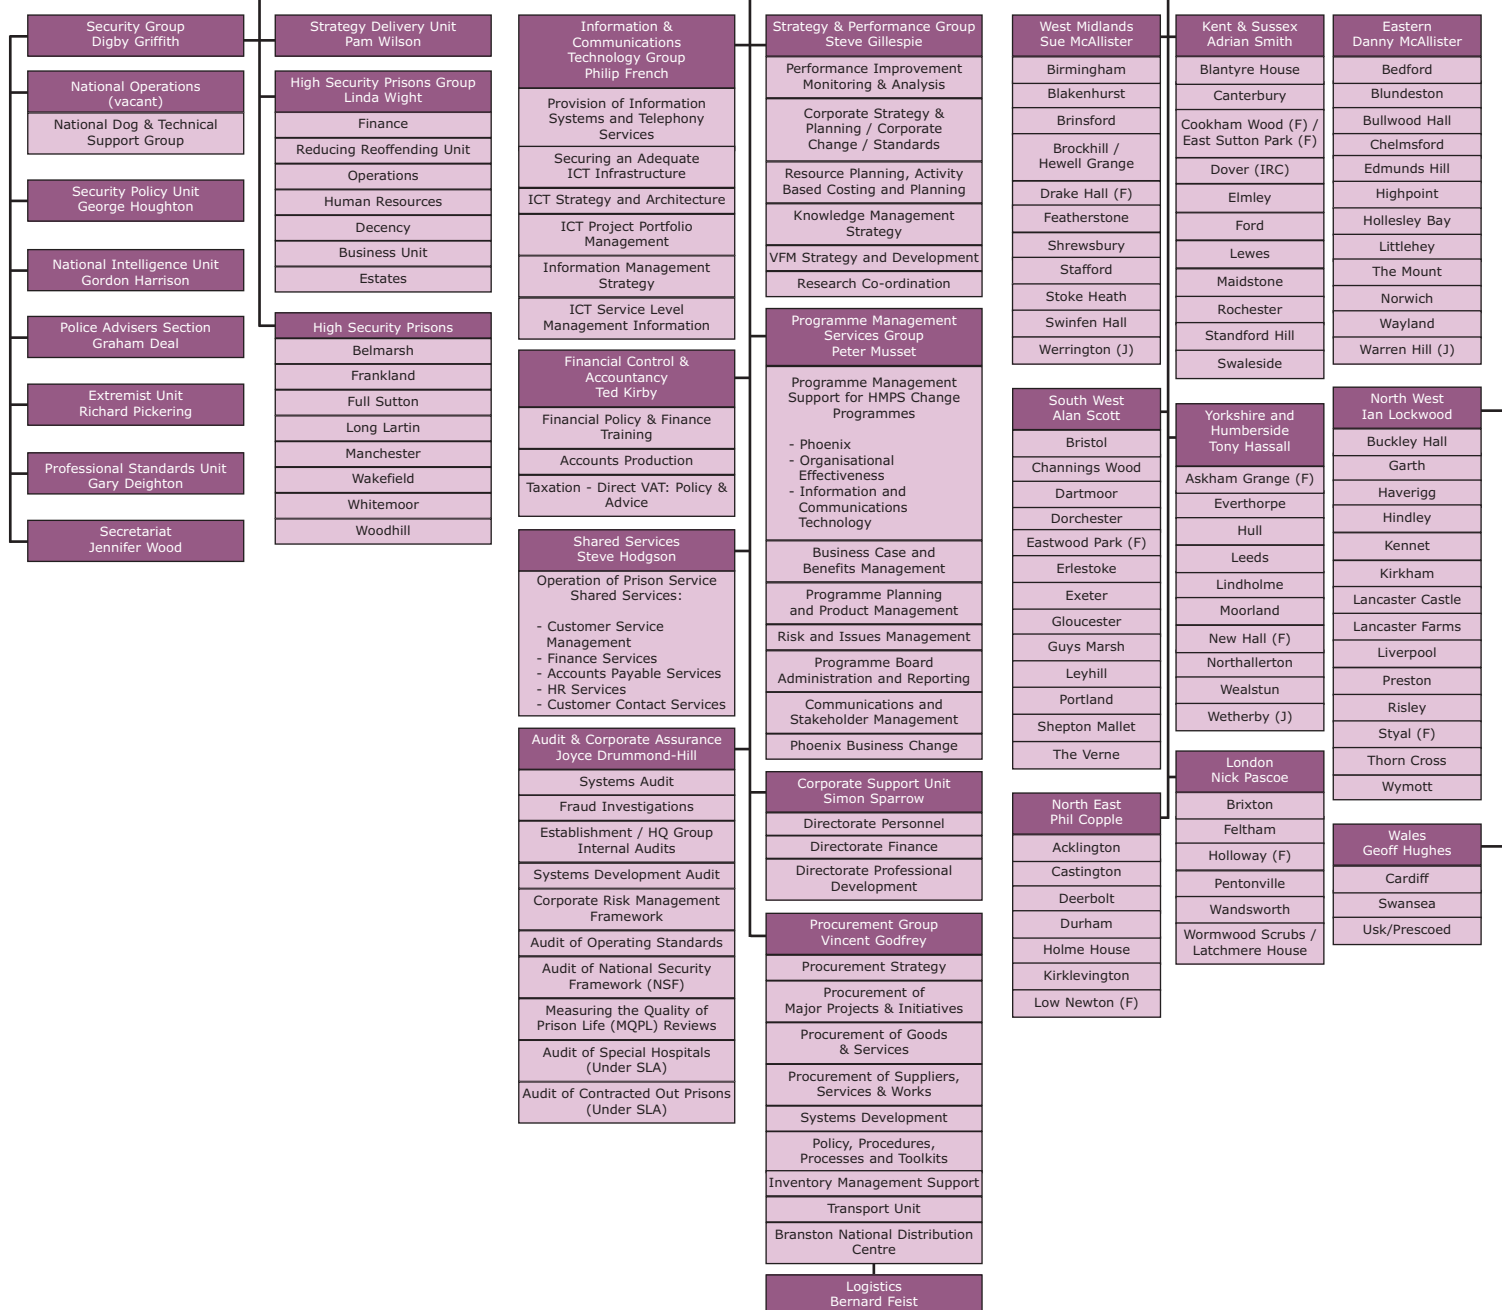 Security Group
Digby Griffith
National Operations
(vacant)
National Dog & Technical
Support Group
Security Policy Unit
George Houghton
National Intelligence Unit
Gordon Harrison
Police Advisers Section
Graham Deal
Extremist Unit
Richard Pickering
Professional Standards Unit
Gary Deighton
Secretariat
Jennifer Wood
Strategy Delivery Unit
Pam Wilson
High Security Prisons Group
Linda Wight
Finance
Reducing Reoffending Unit
Operations
Human Resources
Decency
Business Unit
Estates
High Security Prisons
Belmarsh
Frankland
Full Sutton
Long Lartin
Manchester
Wakefield
Whitemoor
Woodhill
Information &
Communications
Technology Group
Philip French
Provision of Information
Systems and Telephony
Services
Securing an Adequate
ICT Infrastructure
ICT Strategy and Architecture
ICT Project Portfolio
Management
Information Management
Strategy
ICT Service Level
Management Information
Financial Control &
Accountancy
Ted Kirby
Financial Policy & Finance
Training
Accounts Production
Taxation - Direct VAT: Policy &
Advice
Shared Services
Steve Hodgson
Operation of Prison Service
Shared Services:
- Customer Service
Management
- Finance Services
- Accounts Payable Services
- HR Services
- Customer Contact Services
Audit & Corporate Assurance
Joyce Drummond-Hill
Systems Audit
Fraud Investigations
Establishment / HQ Group
Internal Audits
Systems Development Audit
Corporate Risk Management
Framework
Audit of Operating Standards
Audit of National Security
Framework (NSF)
Measuring the Quality of
Prison Life (MQPL) Reviews
Audit of Special Hospitals
(Under SLA)
Audit of Contracted Out Prisons
(Under SLA)
Strategy & Performance Group
Steve Gillespie
Performance Improvement
Monitoring & Analysis
Corporate Strategy &
Planning / Corporate
Change / Standards
Resource Planning, Activity
Based Costing and Planning
Knowledge Management
Strategy
VFM Strategy and Development
Research Co-ordination
Programme Management
Services Group
Peter Musset
Programme Management
Support for HMPS Change
Programmes
- Phoenix
- Organisational
Effectiveness
- Information and
Communications
Technology
Business Case and
Benefits Management
Programme Planning
and Product Management
Risk and Issues Management
Programme Board
Administration and Reporting
Communications and
Stakeholder Management
Phoenix Business Change
Corporate Support Unit
Simon Sparrow
Directorate Personnel
Directorate Finance
Directorate Professional
Development
Procurement Group
Vincent Godfrey
Procurement Strategy
Procurement of
Major Projects & Initiatives
Procurement of Goods
& Services
Procurement of Suppliers,
Services & Works
Systems Development
Policy, Procedures,
Processes and Toolkits
Inventory Management Support
Transport Unit
Branston National Distribution
Centre
Logistics
Bernard Feist
West Midlands
Sue McAllister
Birmingham
Blakenhurst
Brinsford
Brockhill /
Hewell Grange
Drake Hall (F)
Featherstone
Shrewsbury
Stafford
Stoke Heath
Swinfen Hall
Werrington (J)
South West
Alan Scott
Bristol
Channings Wood
Dartmoor
Dorchester
Eastwood Park (F)
Erlestoke
Exeter
Gloucester
Guys Marsh
Leyhill
Portland
Shepton Mallet
The Verne
North East
Phil Copple
Acklington
Castington
Deerbolt
Durham
Holme House
Kirklevington
Low Newton (F)
Kent & Sussex
Adrian Smith
Blantyre House
Canterbury
Cookham Wood (F) /
East Sutton Park (F)
Dover (IRC)
Elmley
Ford
Lewes
Maidstone
Rochester
Standford Hill
Swaleside
Yorkshire and
Humberside
Tony Hassall
Askham Grange (F)
Everthorpe
Hull
Leeds
Lindholme
Moorland
New Hall (F)
Northallerton
Wealstun
Wetherby (J)
London
Nick Pascoe
Brixton
Feltham
Holloway (F)
Pentonville
Wandsworth
Wormwood Scrubs /
Latchmere House
Eastern
Danny McAllister
Bedford
Blundeston
Bullwood Hall
Chelmsford
Edmunds Hill
Highpoint
Hollesley Bay
Littlehey
The Mount
Norwich
Wayland
Warren Hill (J)
North West
Ian Lockwood
Buckley Hall
Garth
Haverigg
Hindley
Kennet
Kirkham
Lancaster Castle
Lancaster Farms
Liverpool
Preston
Risley
Styal (F)
Thorn Cross
Wymott
Wales
Geoff Hughes
Cardiff
Swansea
Usk/Prescoed